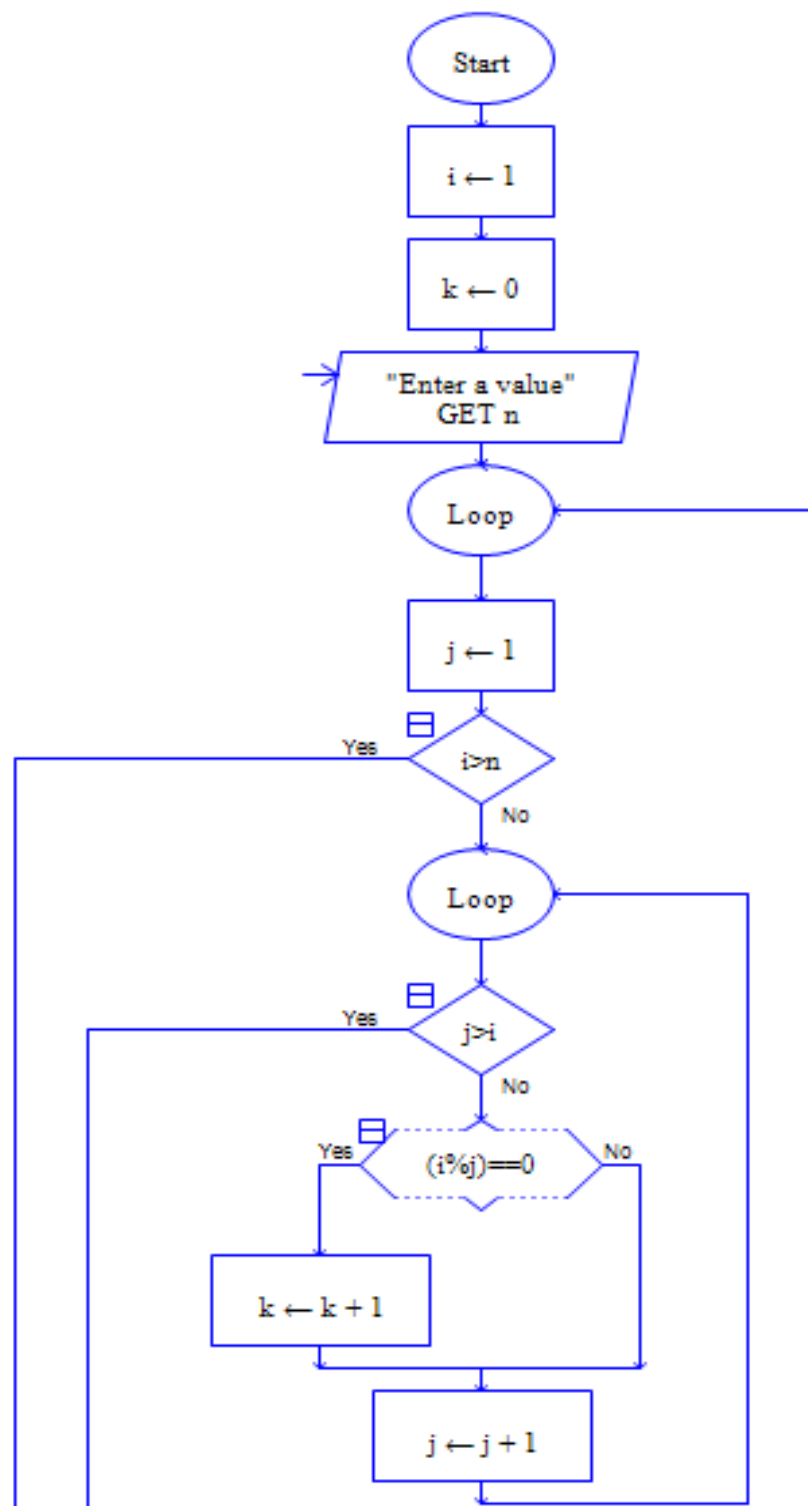 Start
i ← 1
k ← 0
"Enter a value"
GET n
Loop
j ← 1
Yes
i>n
No
Loop
Yes
j>i
No
Yes
(i%j)==0
No
k ← k + 1
j ← j + 1